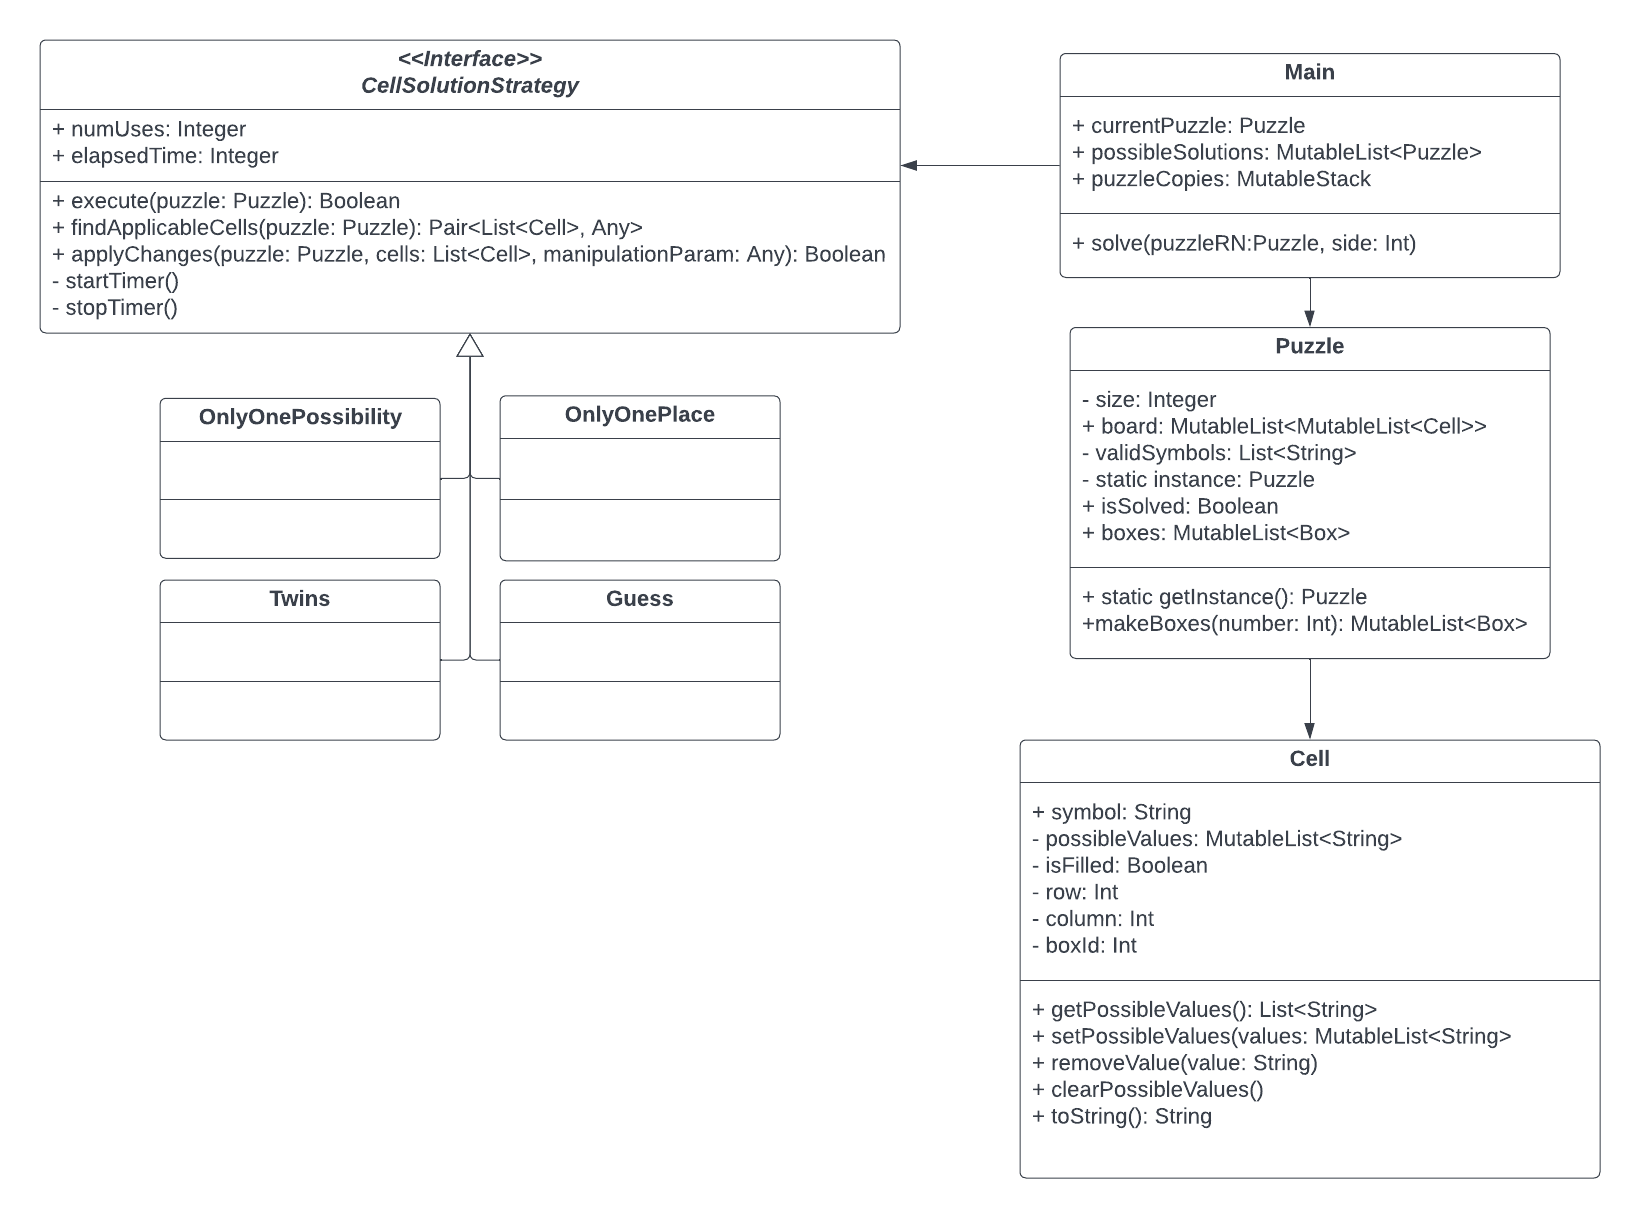 <<Interface>>
CellSolutionStrategy
+ numUses: Integer
+ elapsedTime: Integer
+ execute(puzzle: Puzzle): Boolean
+ findApplicableCells(puzzle: Puzzle): Pair<List<Cell>, Any>
+ applyChanges(puzzle: Puzzle, cells: List<Cell>, manipulationParam: Any): Boolean
- startTimer()
- stopTimer()
OnlyOnePossibility
OnlyOnePlace
Twins
Guess
Main
+ currentPuzzle: Puzzle
+ possibleSolutions: MutableList<Puzzle>
+ puzzleCopies: MutableStack
+ solve(puzzleRN:Puzzle, side: Int)
Puzzle
- size: Integer
+ board: MutableList<MutableList<Cell>>
- validSymbols: List<String>
- static instance: Puzzle
+ isSolved: Boolean
+ boxes: MutableList<Box>
+ static getInstance(): Puzzle
+makeBoxes(number: Int): MutableList<Box>
Cell
+ symbol: String
- possibleValues: MutableList<String>
- isFilled: Boolean
- row: Int
- column: Int
- boxId: Int
+ getPossibleValues(): List<String>
+ setPossibleValues(values: MutableList<String>
+ removeValue(value: String)
+ clearPossibleValues()
+ toString(): String